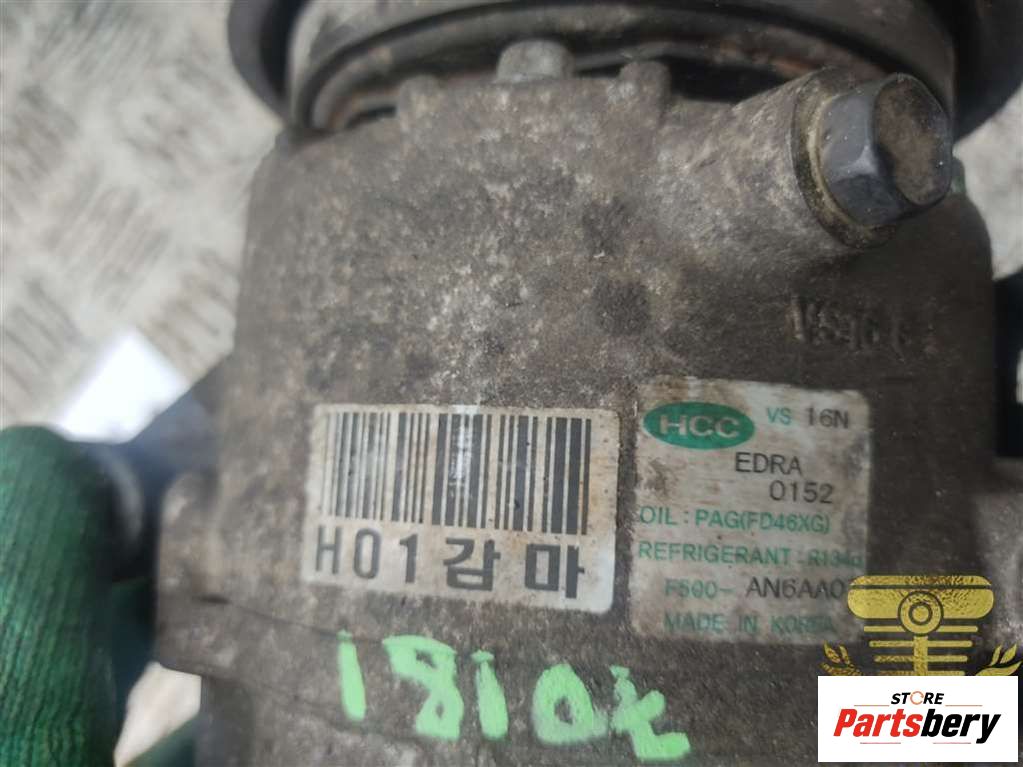 HCC VS 16N
EDRA
0152
OIL : PAG(FD46XG)
REFRIGERANT : R134a
F500- AN6AA0
MADE IN KOREA
H01감마
STORE
Partsbery